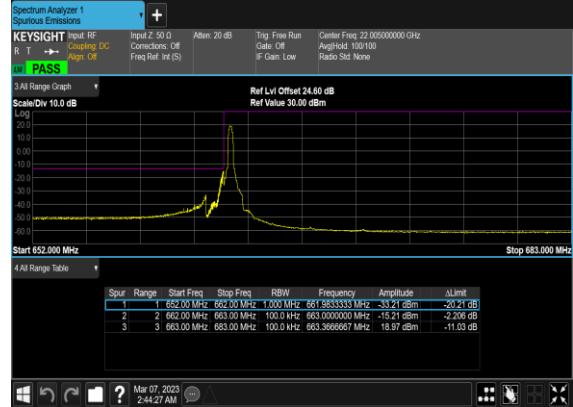 Spectrum Analyzer 1
Spurious Emissions
KEYSIGHT Input: RF Input Z: 50 Ω Atten: 20 dB Trig: Free Run Center Freq: 22.005000000 GHz
R T Coupling: DC Corrections: Off Gate: Off Avg|Hold: 100/100
Align: Off Freq Ref: Int (S) IF Gain: Low Radio Std: None
PASS
3 All Range Graph
Ref Lvl Offset 24.60 dB
Scale/Div 10.0 dB Ref Value 30.00 dBm
Log
20.0
10.0
0.00
-10.0
-20.0
-30.0
-40.0
-50.0
-60.0
Start 652.000 MHz Stop 683.000 MHz
4 All Range Table
Spur Range Start Freq Stop Freq RBW Frequency Amplitude ΔLimit
1 1 652.00 MHz 662.00 MHz 1.000 MHz 661.9833333 MHz -33.21 dBm -20.21 dB
2 2 662.00 MHz 663.00 MHz 100.0 kHz 663.0000000 MHz -15.21 dBm -2.206 dB
3 3 663.00 MHz 683.00 MHz 100.0 kHz 663.3666667 MHz 18.97 dBm -11.03 dB
? Mar 07, 2023
2:44:27 AM